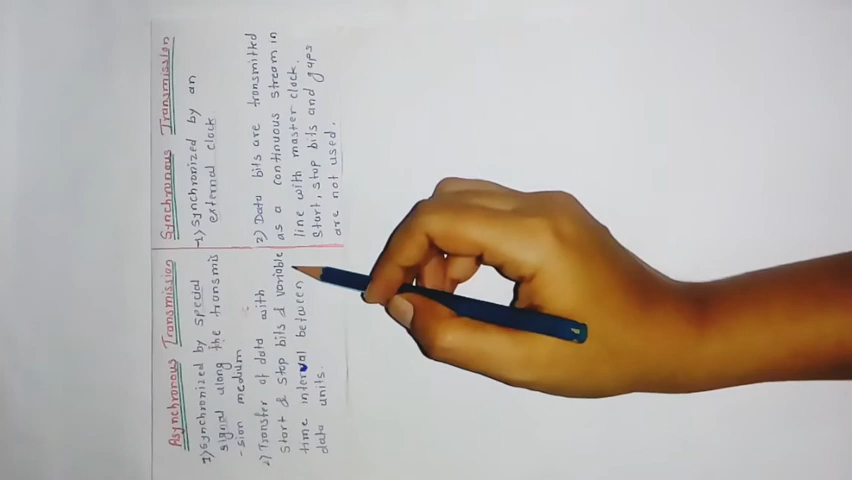 Asynchronous Transmission
1) Synchronized by special
signal along the transmis
-sion medium
2) Transfer of data with
start & stop bits & variable
time interval between
data units.
Synchronous Transmission
1) Synchronized by an
external clock
2) Data bits are transmitted
as a continuous stream in
line with master clock.
Start, stop bits and gaps
are not used.